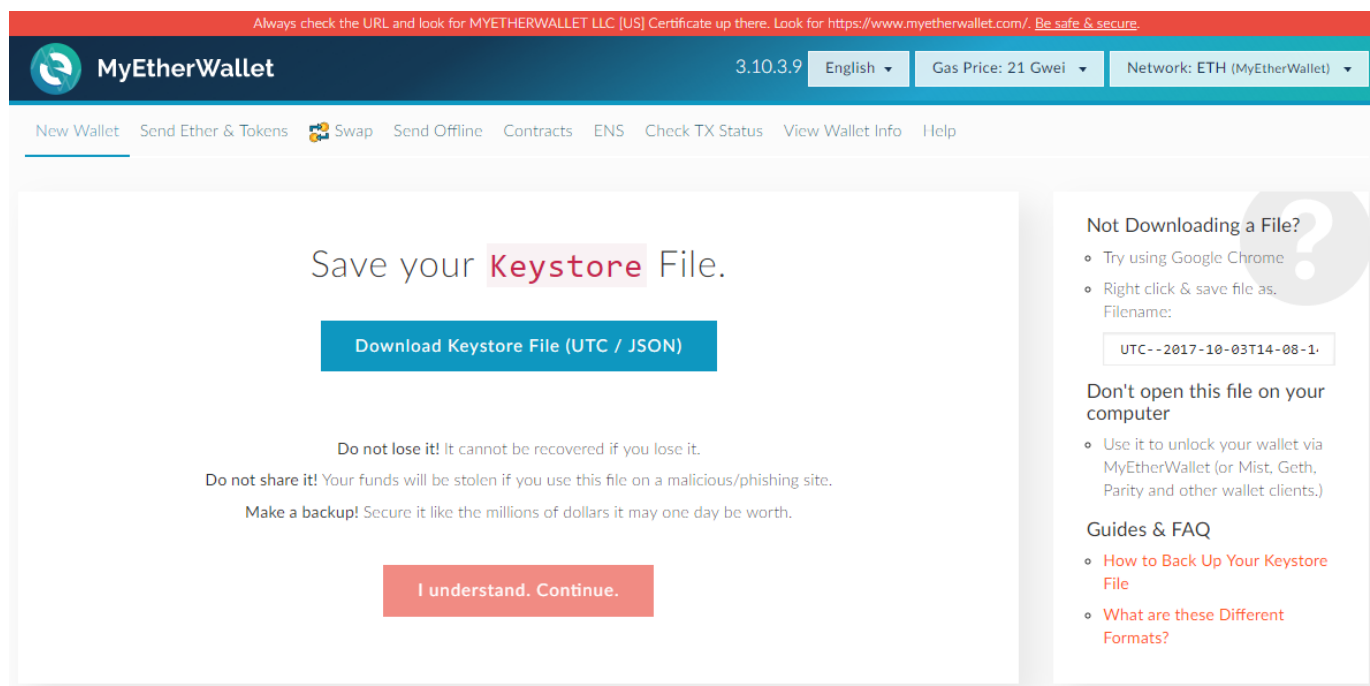 Always check the URL and look for MYETHERWALLET LLC [US] Certificate up there. Look for https://www.myetherwallet.com/. Be safe & secure.
MyEtherWallet
3.10.3.9 English Gas Price: 21 Gwei Network: ETH (MyEtherWallet)
New Wallet Send Ether & Tokens Swap Send Offline Contracts ENS Check TX Status View Wallet Info Help
Save your Keystore File.
Download Keystore File (UTC / JSON)
Do not lose it! It cannot be recovered if you lose it.
Do not share it! Your funds will be stolen if you use this file on a malicious/phishing site.
Make a backup! Secure it like the millions of dollars it may one day be worth.
I understand. Continue.
Not Downloading a File?
Try using Google Chrome
Right click & save file as.
Filename:
UTC--2017-10-03T14-08-1
Don't open this file on your
computer
Use it to unlock your wallet via
MyEtherWallet (or Mist, Geth,
Parity and other wallet clients.)
Guides & FAQ
How to Back Up Your Keystore
File
What are these Different
Formats?